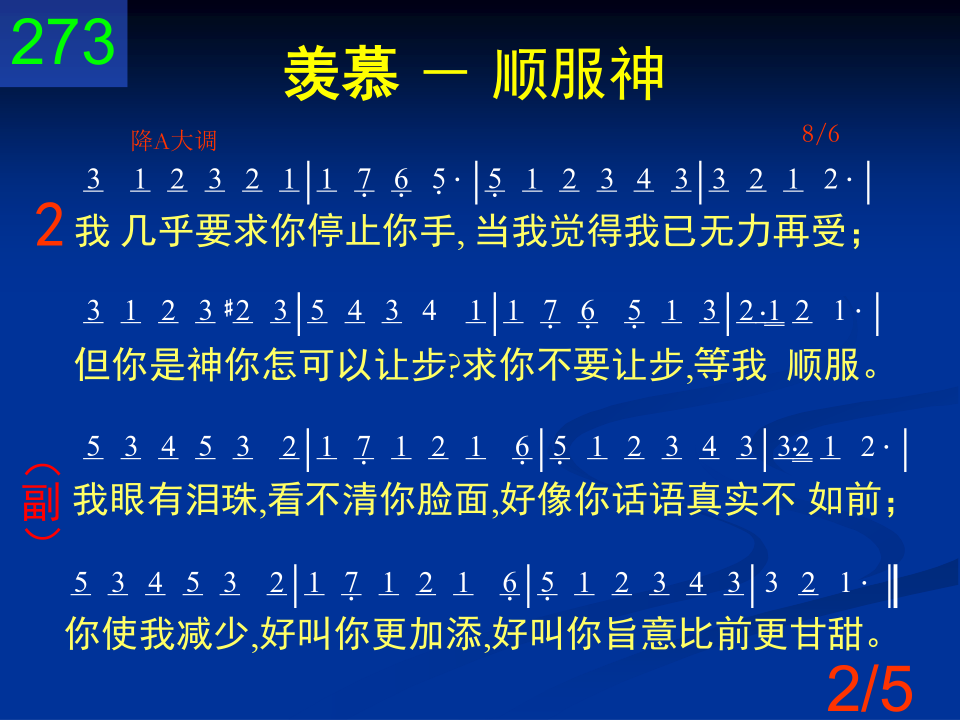 273
羡慕 － 顺服神
降A大调 8/6
3 1 2 3 2 1|1 7̣ 6̣ 5̣·|5̣ 1 2 3 4 3|3 2 1 2·|
2 我 几乎要求你停止你手, 当我觉得我已无力再受；
3 1 2 3 ♯2 3|5 4 3 4 1|1 7̣ 6̣ 5̣ 1 3|2·1 2 1·|
但你是神你怎可以让步?求你不要让步,等我 顺服。
5 3 4 5 3 2|1 7̣ 1 2 1 6̣|5̣ 1 2 3 4 3|3·2 1 2·|
（副） 我眼有泪珠,看不清你脸面,好像你话语真实不 如前；
5 3 4 5 3 2|1 7̣ 1 2 1 6̣|5̣ 1 2 3 4 3|3 2 1·‖
你使我减少,好叫你更加添,好叫你旨意比前更甘甜。
2/5